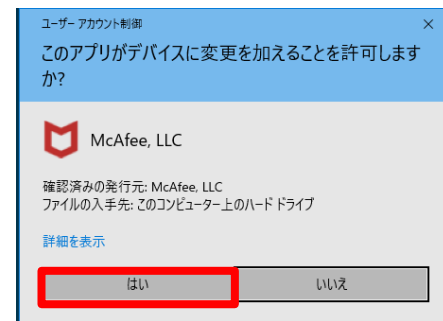 ユーザー アカウント制御
このアプリがデバイスに変更を加えることを許可します
か?
McAfee, LLC
確認済みの発行元: McAfee, LLC
ファイルの入手先: このコンピューター上のハード ドライブ
詳細を表示
はい
いいえ